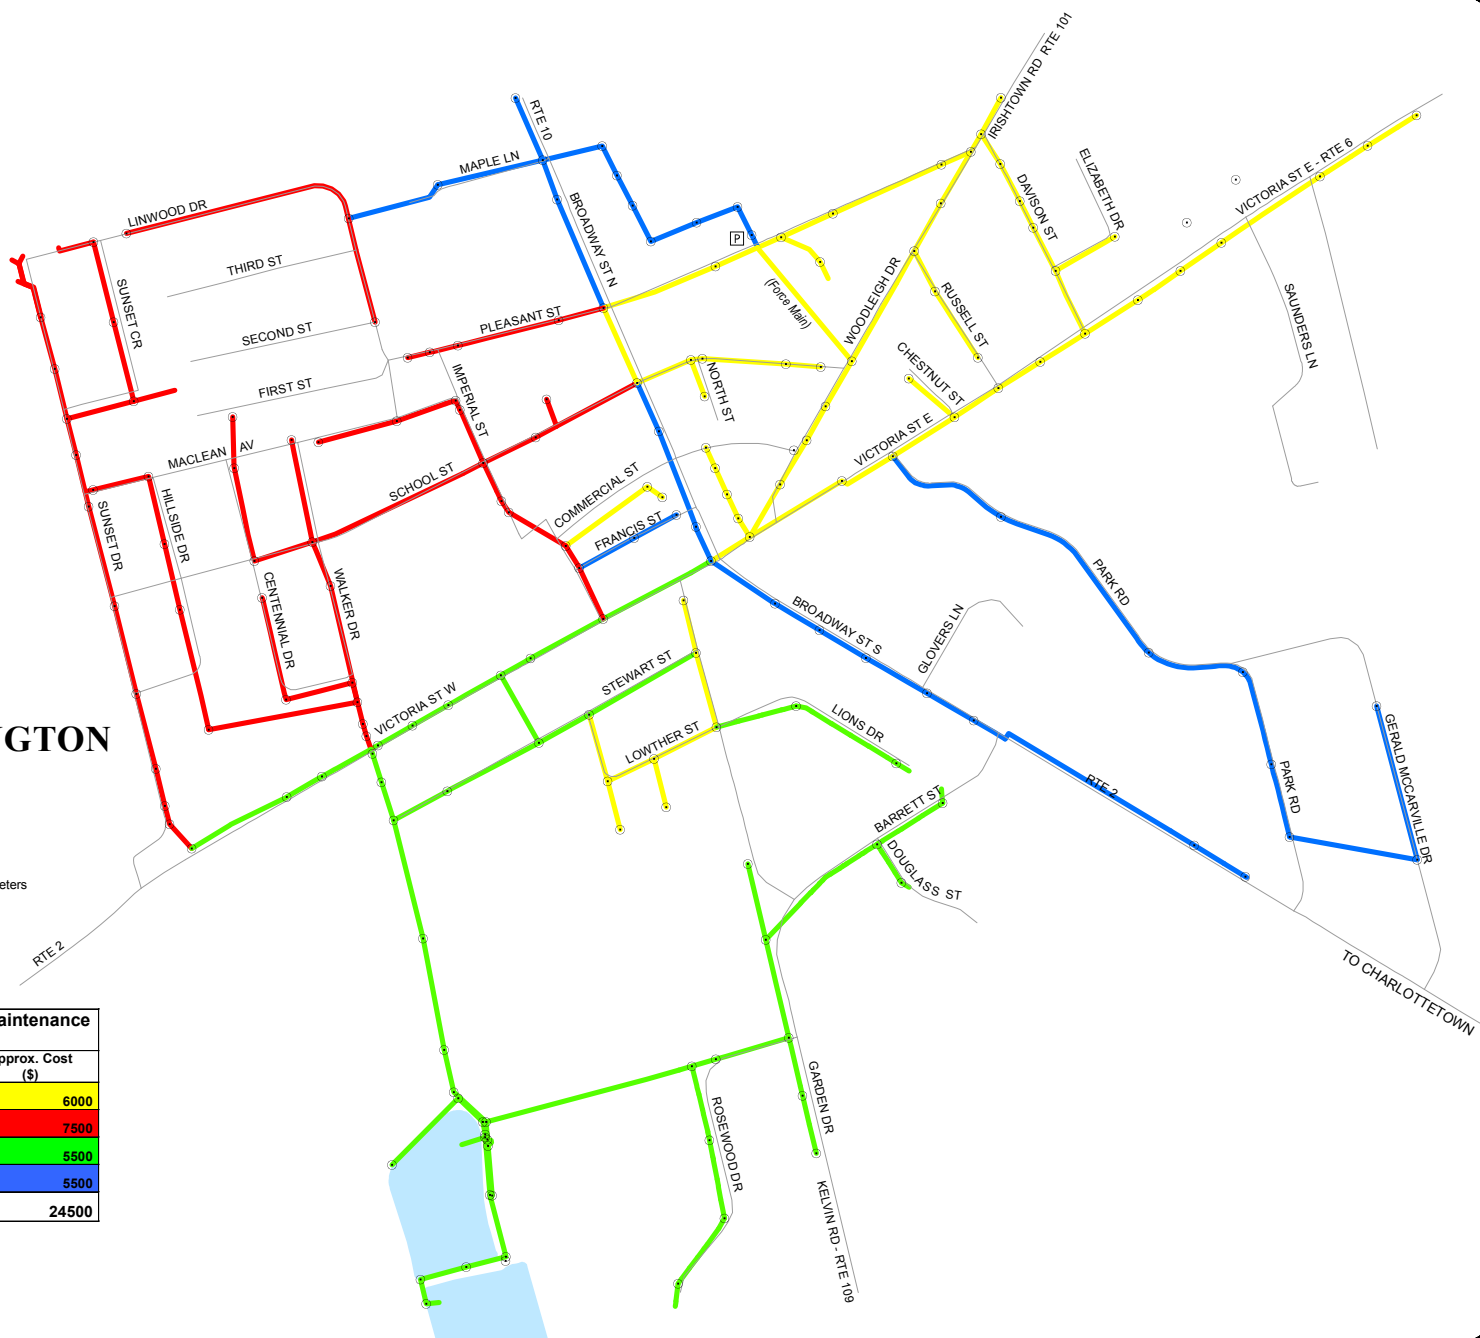 IRISHTOWN RD RTE 101
RTE 10
MAPLE LN
LINWOOD DR
BROADWAY ST N
DAVISON ST
ELIZABETH DR
VICTORIA ST E - RTE 6
P
THIRD ST
SUNSET CR
SECOND ST
PLEASANT ST
(Force Main)
WOODLEIGH DR
RUSSELL ST
SAUNDERS LN
FIRST ST
IMPERIAL ST
NORTH ST
CHESTNUT ST
MACLEAN AV
SCHOOL ST
VICTORIA ST E
COMMERCIAL ST
FRANCIS ST
SUNSET DR
HILLSIDE DR
CENTENNIAL DR
WALKER DR
PARK RD
BROADWAY ST S
GLOVERS LN
STEWART ST
VICTORIA ST W
LOWTHER ST
LIONS DR
GERALD MCCARVILLE DR
NGTON
RTE 2
PARK RD
BARRETT ST
DOUGLASS ST
eters
RTE 2
TO CHARLOTTETOWN
aintenance
pprox. Cost
($)
6000
7500
5500
5500
24500
GARDEN DR
ROSEWOOD DR
KELVIN RD - RTE 109